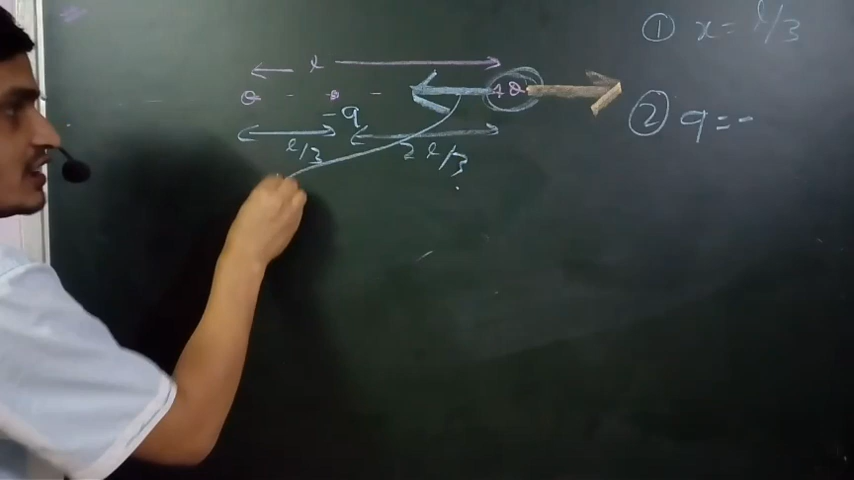 ① x = l/3
l
Q - Q - 4Q
-q
② q = -
l/3 2l/3